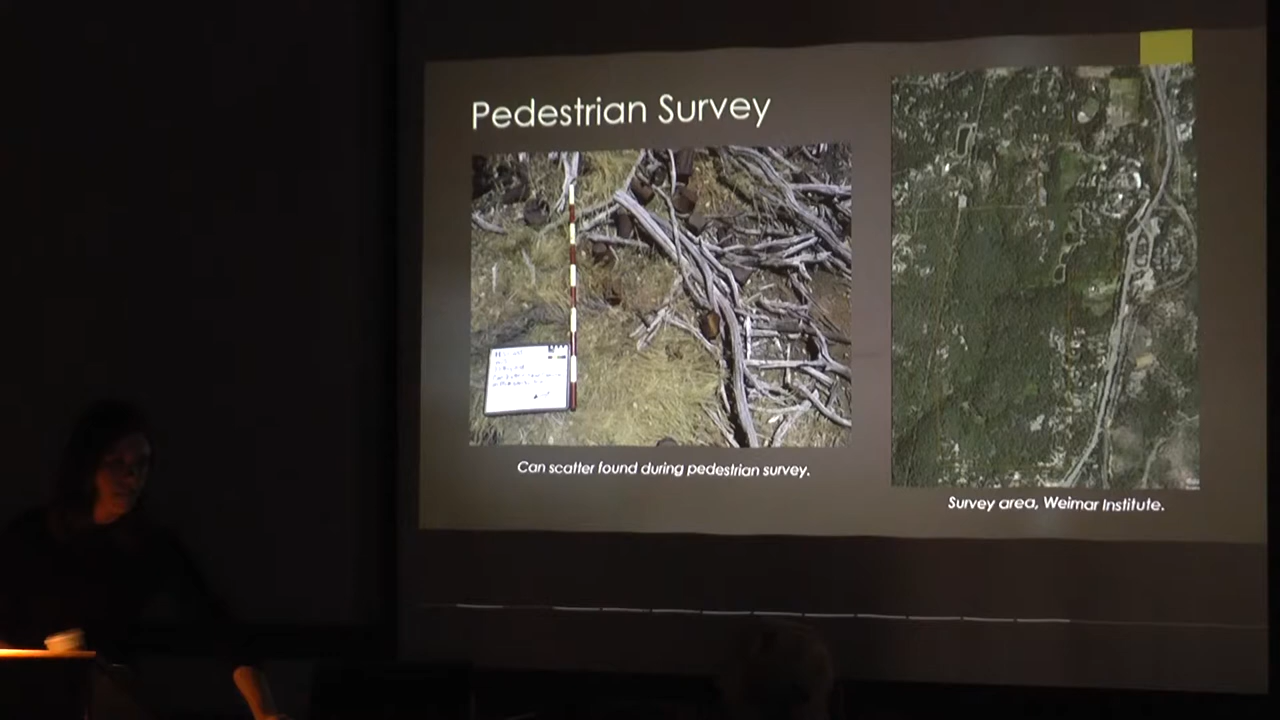 Pedestrian Survey
Can scatter found during pedestrian survey.
Survey area, Weimar Institute.